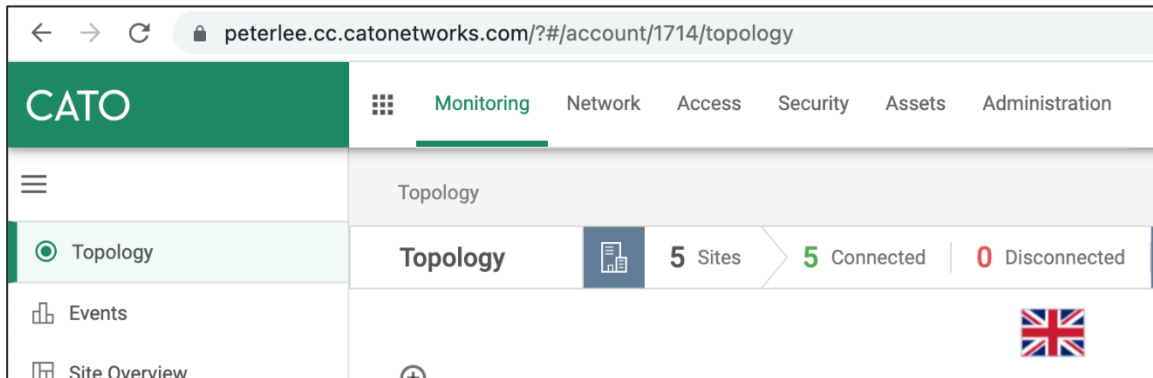 peterlee.cc.catonetworks.com/?#/account/1714/topology
CATO
Monitoring Network Access Security Assets Administration
Topology
Topology
Topology 5 Sites 5 Connected 0 Disconnected
Events
Site Overview